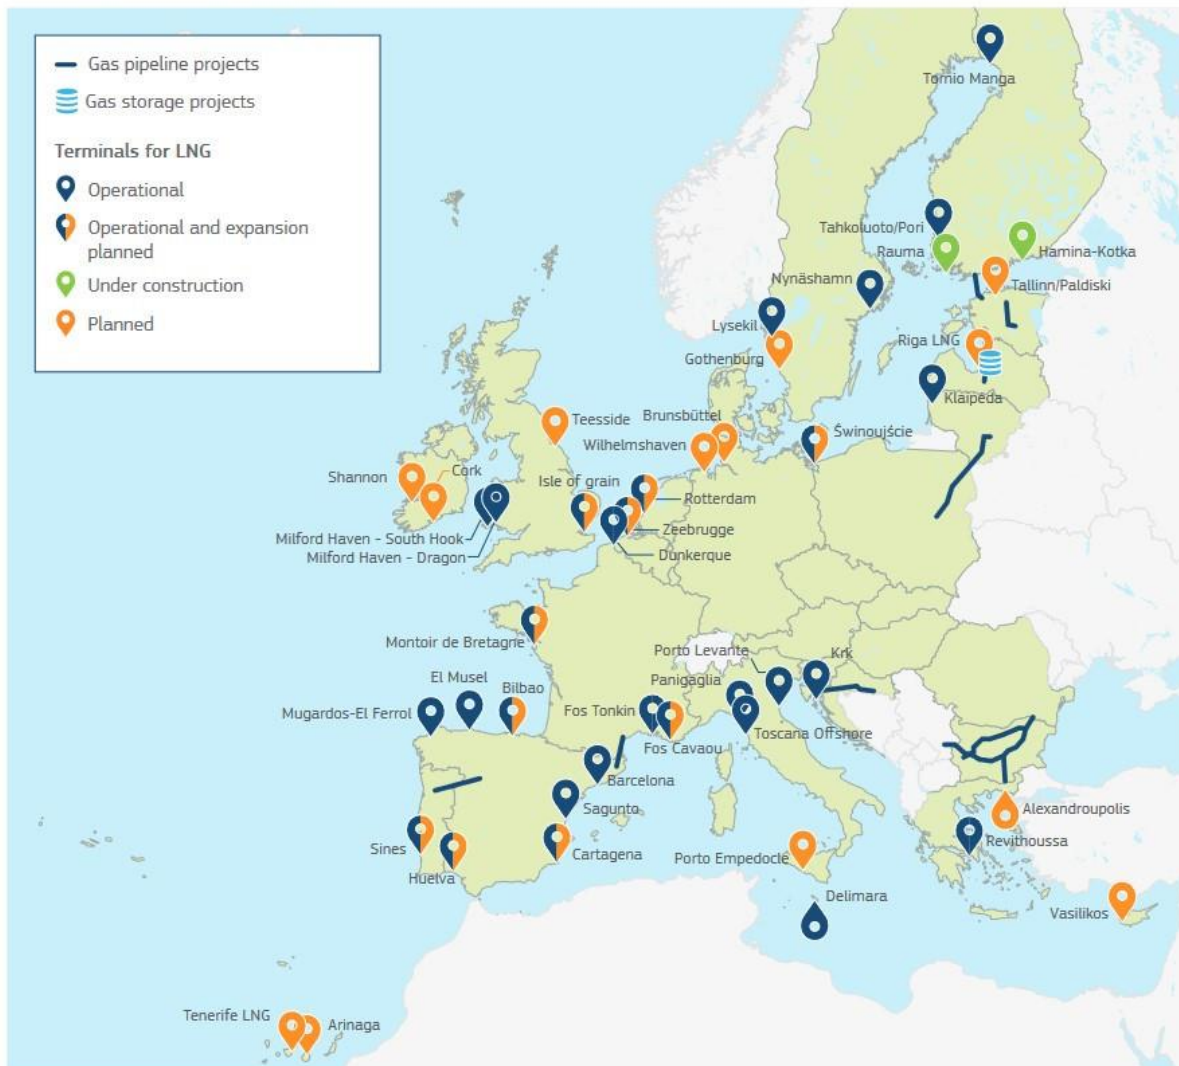 Gas pipeline projects
Gas storage projects
Terminals for LNG
Operational
Operational and expansion
planned
Under construction
Planned
Tornio Manga
Tahkoluoto/Pori
Rauma
Hamina-Kotka
Nynäshamn
Tallinn/Paldiski
Lysekil
Riga LNG
Gothenburg
Klaipeda
Brunsbüttel
Teesside
Świnoujście
Wilhelmshaven
Shannon
Cork
Isle of grain
Rotterdam
Zeebrugge
Milford Haven - South Hook
Milford Haven - Dragon
Dunkerque
Montoir de Bretagne
Porto Levante
Krk
El Musel
Bilbao
Panigaglia
Mugardos-El Ferrol
Fos Tonkin
Toscana Offshore
Fos Cavaou
Barcelona
Sagunto
Alexandroupolis
Revithoussa
Sines
Cartagena
Porto Empedocle
Huelva
Delimara
Vasilikos
Tenerife LNG
Arinaga